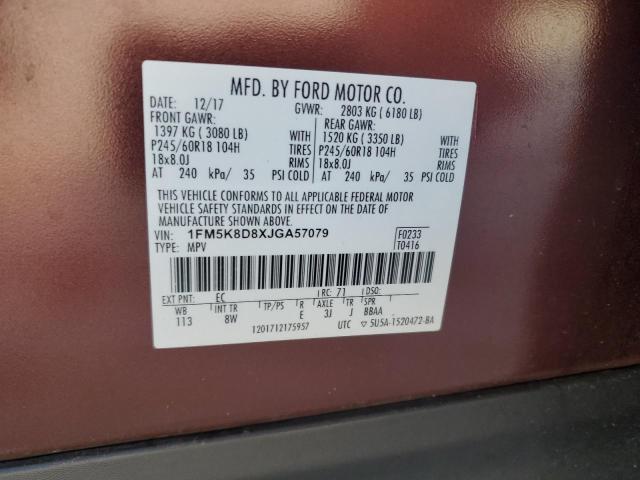 MFD. BY FORD MOTOR CO.
DATE: 12/17 GVWR: 2803 KG ( 6180 LB)
FRONT GAWR: REAR GAWR:
1397 KG ( 3080 LB) WITH 1520 KG ( 3350 LB) WITH
P245/60R18 104H TIRES P245/60R18 104H TIRES
18x8.0J RIMS 18x8.0J RIMS
AT 240 kPa/ 35 PSI COLD AT 240 kPa/ 35 PSI COLD
THIS VEHICLE CONFORMS TO ALL APPLICABLE FEDERAL MOTOR
VEHICLE SAFETY STANDARDS IN EFFECT ON THE DATE OF
MANUFACTURE SHOWN ABOVE.
VIN: 1FM5K8D8XJGA57079 F0233
TYPE: MPV T0416
EXT PNT: EC RC: 71 DSO:
WB INT TR TP/PS R AXLE TR SPR
113 8W E 3J J BBAA
1201712175957 UTC ▽ 5U5A-1520472-BA